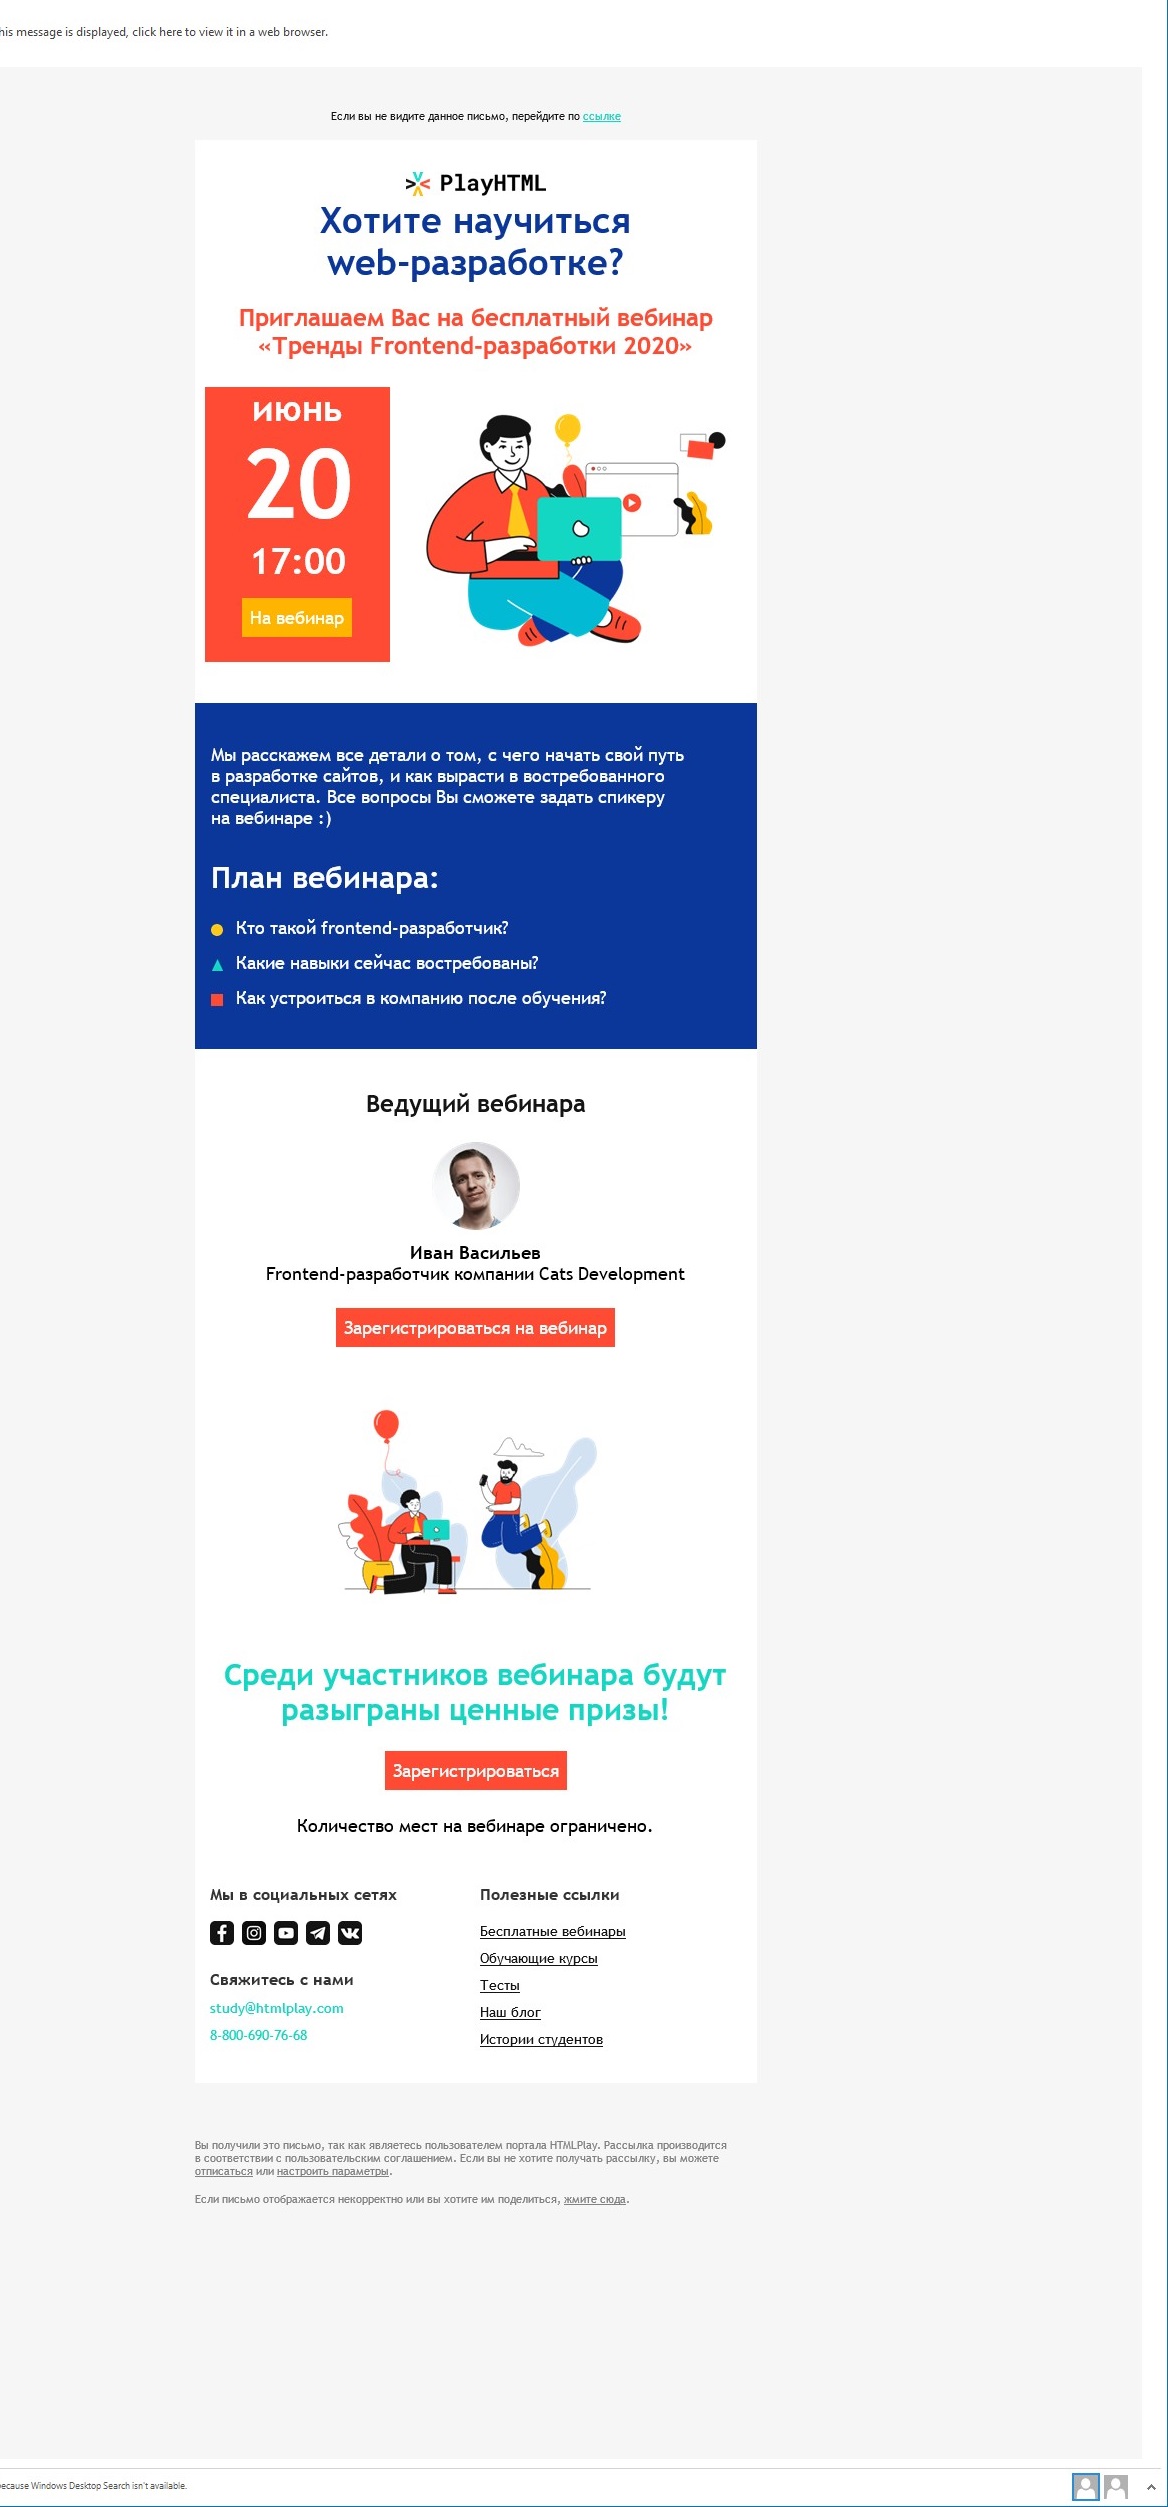 his message is displayed, click here to view it in a web browser.
Если вы не видите данное письмо, перейдите по ссылке
PlayHTML
Хотите научиться
web-разработке?
Приглашаем Вас на бесплатный вебинар
«Тренды Frontend-разработки 2020»
июнь
20
17:00
На вебинар
Мы расскажем все детали о том, с чего начать свой путь
в разработке сайтов, и как вырасти в востребованного
специалиста. Все вопросы Вы сможете задать спикеру
на вебинаре :)
План вебинара:
Кто такой frontend-разработчик?
Какие навыки сейчас востребованы?
Как устроиться в компанию после обучения?
Ведущий вебинара
Иван Васильев
Frontend-разработчик компании Cats Development
Зарегистрироваться на вебинар
Среди участников вебинара будут
разыграны ценные призы!
Зарегистрироваться
Количество мест на вебинаре ограничено.
Мы в социальных сетях
Свяжитесь с нами
study@htmlplay.com
8-800-690-76-68
Полезные ссылки
Бесплатные вебинары
Обучающие курсы
Тесты
Наш блог
Истории студентов
Вы получили это письмо, так как являетесь пользователем портала HTMLPlay. Рассылка производится
в соответствии с пользовательским соглашением. Если вы не хотите получать рассылку, вы можете
отписаться или настроить параметры.
Если письмо отображается некорректно или вы хотите им поделиться, жмите сюда.
ecause Windows Desktop Search isn't available.